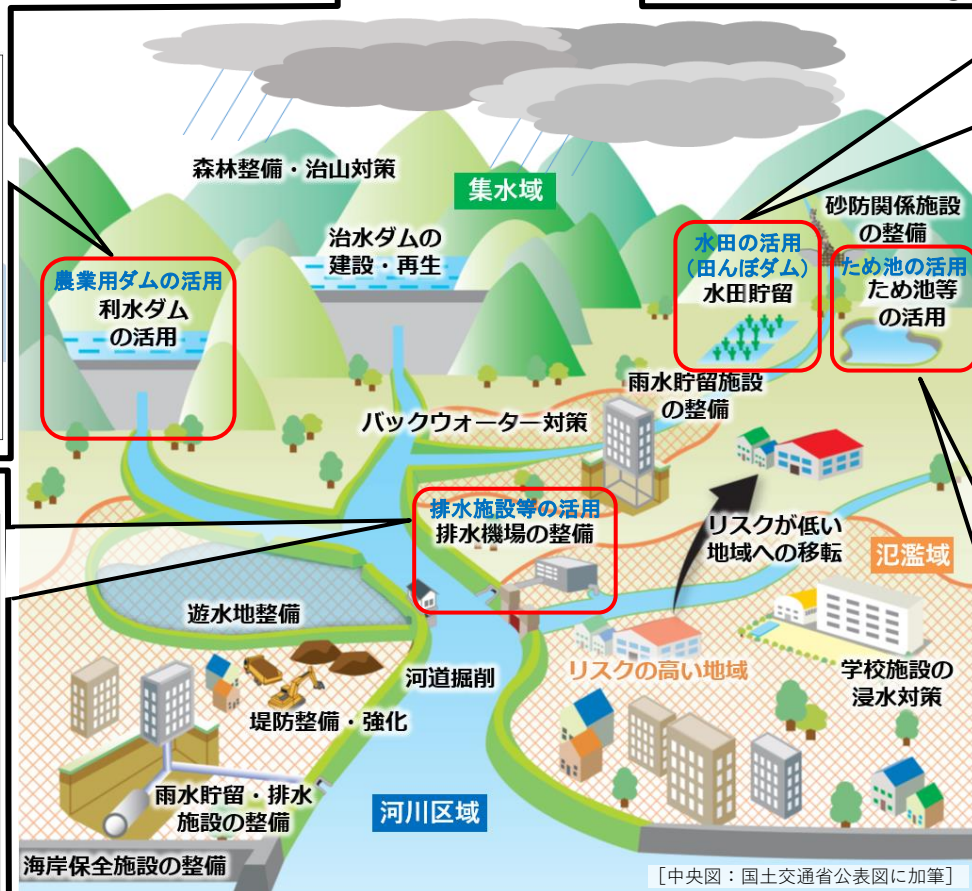 森林整備・治山対策
集水域
治水ダムの
建設・再生
農業用ダムの活用
利水ダム
の活用
水田の活用
（田んぼダム）
水田貯留
砂防関係施設
の整備
ため池の活用
ため池等
の活用
雨水貯留施設
の整備
バックウォーター対策
排水施設等の活用
排水機場の整備
リスクが低い
地域への移転
氾濫域
遊水地整備
リスクの高い地域
学校施設の
浸水対策
河道掘削
堤防整備・強化
雨水貯留・排水
施設の整備
河川区域
海岸保全施設の整備
［中央図：国土交通省公表図に加筆］